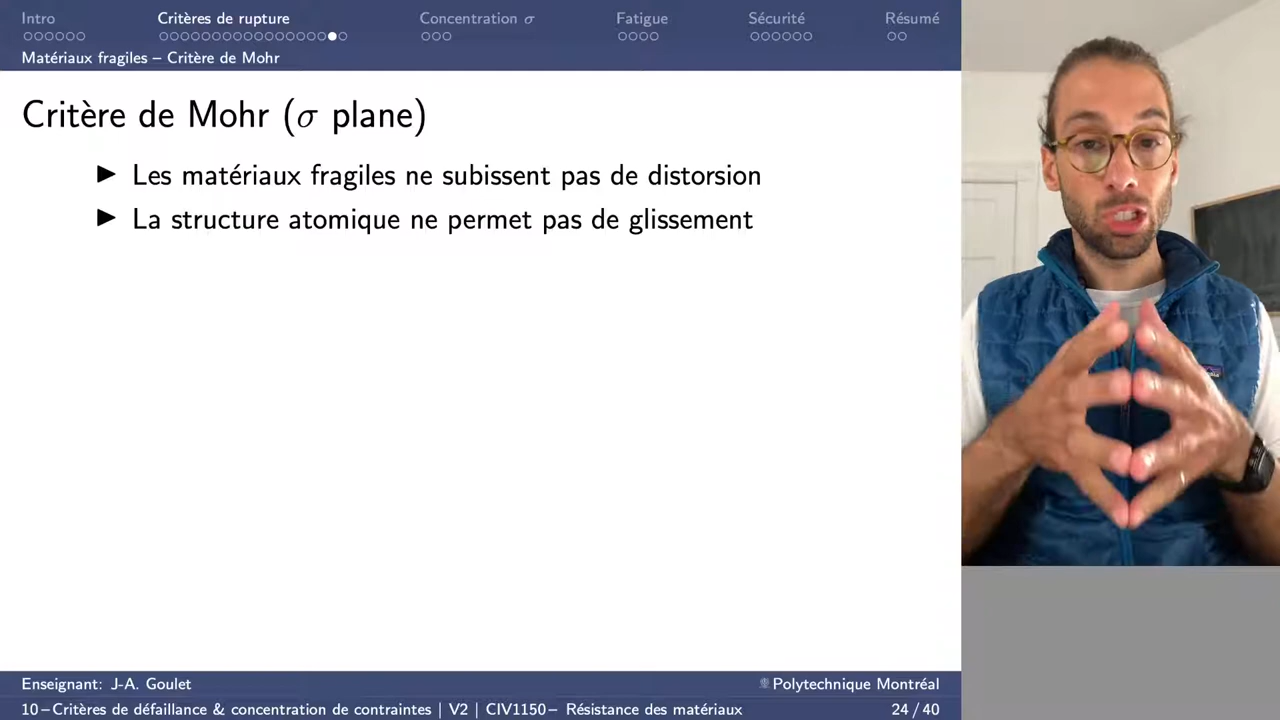 Intro
Critères de rupture
Concentration σ
Fatigue
Sécurité
Résumé
Matériaux fragiles – Critère de Mohr
Critère de Mohr (σ plane)
▶ Les matériaux fragiles ne subissent pas de distorsion
▶ La structure atomique ne permet pas de glissement
Enseignant: J-A. Goulet
Polytechnique Montréal
10 – Critères de défaillance & concentration de contraintes | V2 | CIV1150 – Résistance des matériaux
24 / 40